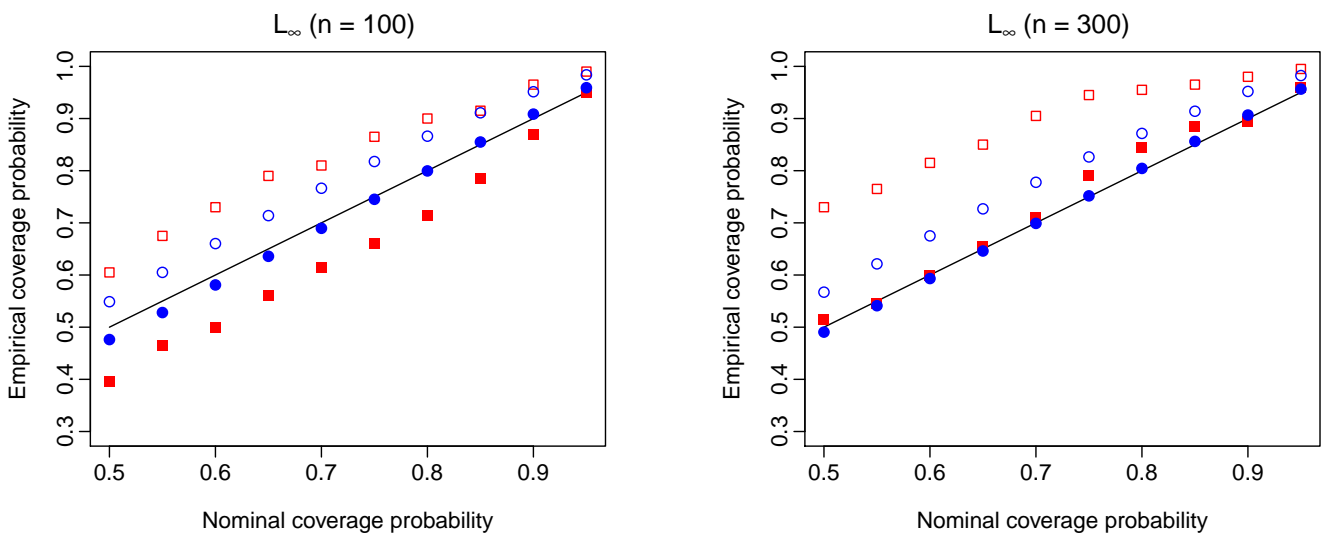 L∞ (n = 100)
Empirical coverage probability
1.0
0.9
0.8
0.7
0.6
0.5
0.4
0.3
0.5 0.6 0.7 0.8 0.9
Nominal coverage probability
L∞ (n = 300)
Empirical coverage probability
1.0
0.9
0.8
0.7
0.6
0.5
0.4
0.3
0.5 0.6 0.7 0.8 0.9
Nominal coverage probability